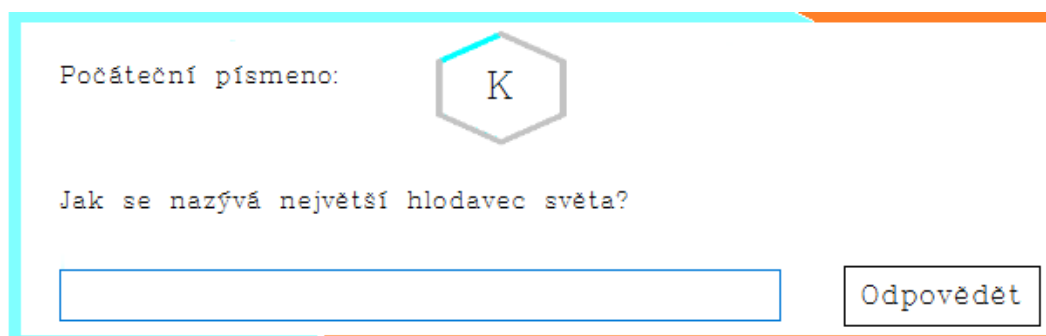 Počáteční písmeno:
K
Jak se nazývá největší hlodavec světa?
Odpovědět